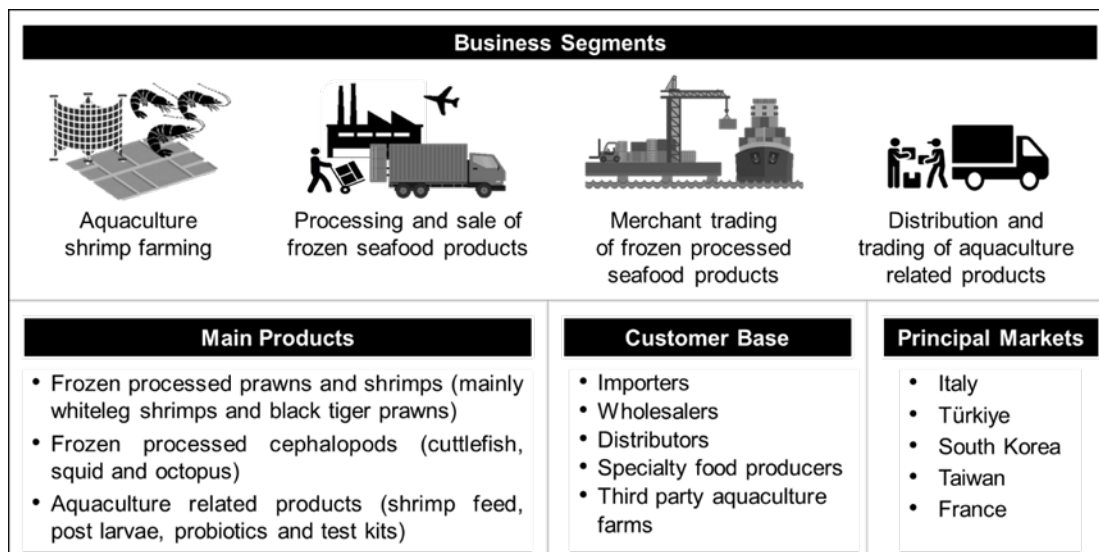 Business Segments
Aquaculture
shrimp farming
Processing and sale of
frozen seafood products
Merchant trading
of frozen processed
seafood products
Distribution and
trading of aquaculture
related products
Main Products
• Frozen processed prawns and shrimps (mainly
whiteleg shrimps and black tiger prawns)
• Frozen processed cephalopods (cuttlefish,
squid and octopus)
• Aquaculture related products (shrimp feed,
post larvae, probiotics and test kits)
Customer Base
• Importers
• Wholesalers
• Distributors
• Specialty food producers
• Third party aquaculture
farms
Principal Markets
• Italy
• Türkiye
• South Korea
• Taiwan
• France